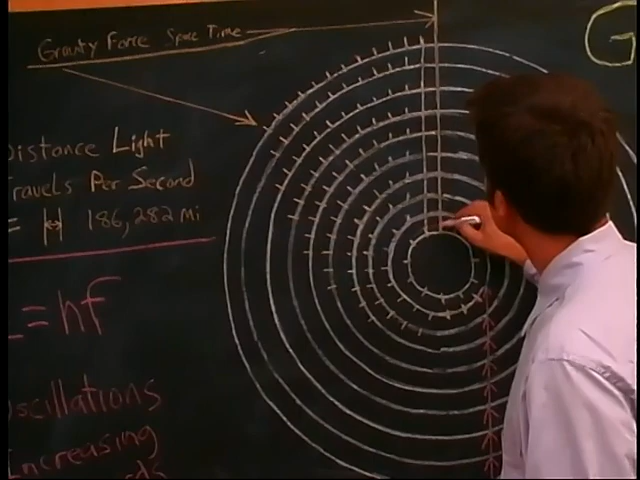 Gravity Force Space Time
G
Distance Light
Travels Per Second
= |↔| 186,282 Mi
=hf
Oscillations
Increasing